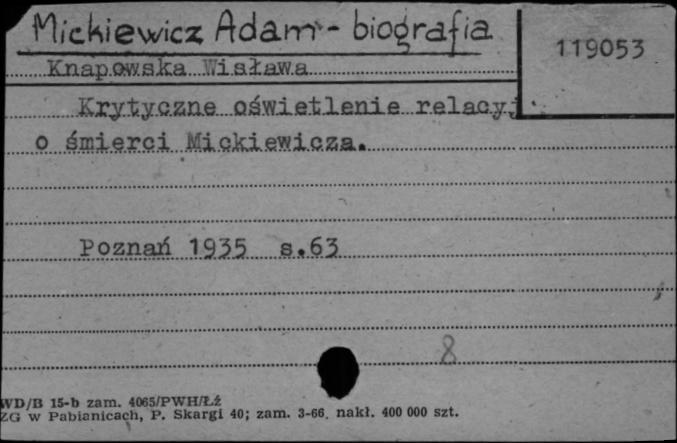 Mickiewicz Adam - biografia
119053
Knapowska Wisława
Krytyczne oświetlenie relacyj
o śmierci Mickiewicza.
Poznań 1935 s.63
8
WD/B 15-b zam. 4065/PWH/Łź
ZG w Pabianicach, P. Skargi 40; zam. 3-66. nakł. 400 000 szt.